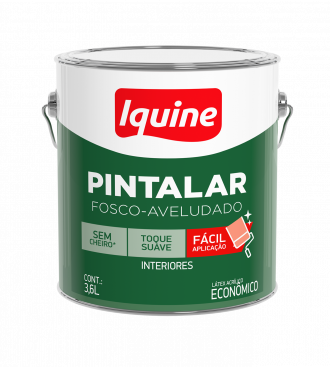 Iquine
PINTALAR
FOSCO-AVELUDADO
SEM
CHEIRO*
TOQUE
SUAVE
FÁCIL
APLICAÇÃO
INTERIORES
CONT.:
3,6L
LÁTEX ACRÍLICO
ECONÔMICO